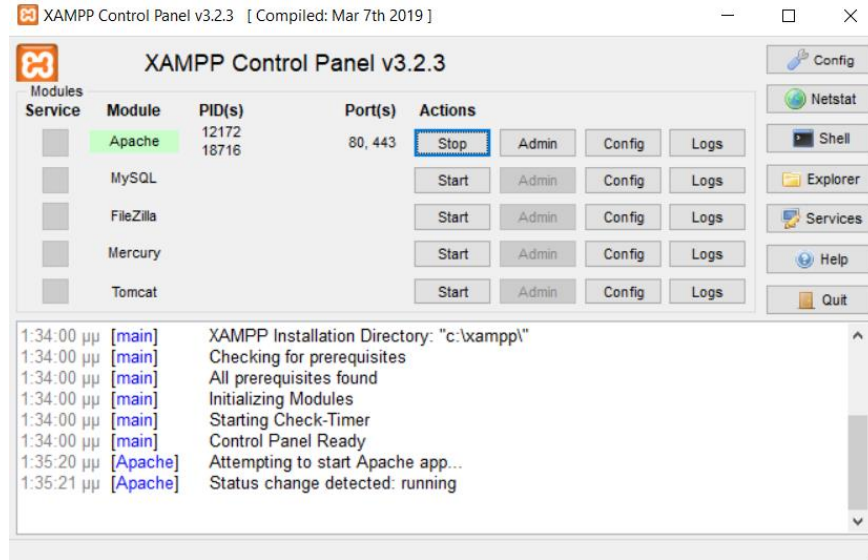 XAMPP Control Panel v3.2.3 [ Compiled: Mar 7th 2019 ]
XAMPP Control Panel v3.2.3
Config
Modules
Service Module PID(s) Port(s) Actions
Netstat
Apache 12172 18716 80, 443 Stop Admin Config Logs
Shell
MySQL Start Admin Config Logs
Explorer
FileZilla Start Admin Config Logs
Services
Mercury Start Admin Config Logs
Help
Tomcat Start Admin Config Logs
Quit
1:34:00 μμ [main] XAMPP Installation Directory: "c:\xampp\"
1:34:00 μμ [main] Checking for prerequisites
1:34:00 μμ [main] All prerequisites found
1:34:00 μμ [main] Initializing Modules
1:34:00 μμ [main] Starting Check-Timer
1:34:00 μμ [main] Control Panel Ready
1:35:20 μμ [Apache] Attempting to start Apache app...
1:35:21 μμ [Apache] Status change detected: running